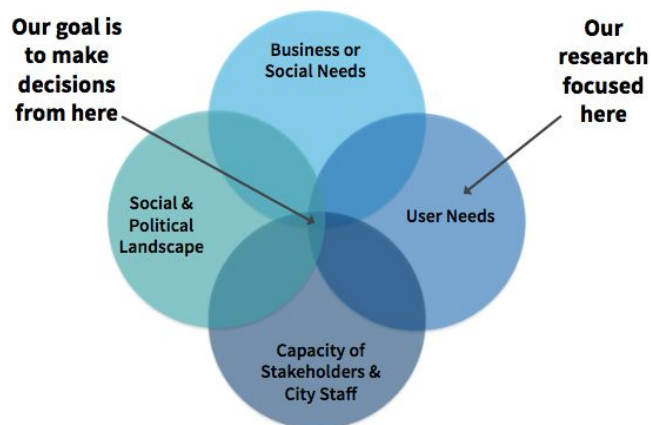 Our goal is
to make
decisions
from here
Business or
Social Needs
Our
research
focused
here
Social &
Political
Landscape
User Needs
Capacity of
Stakeholders &
City Staff